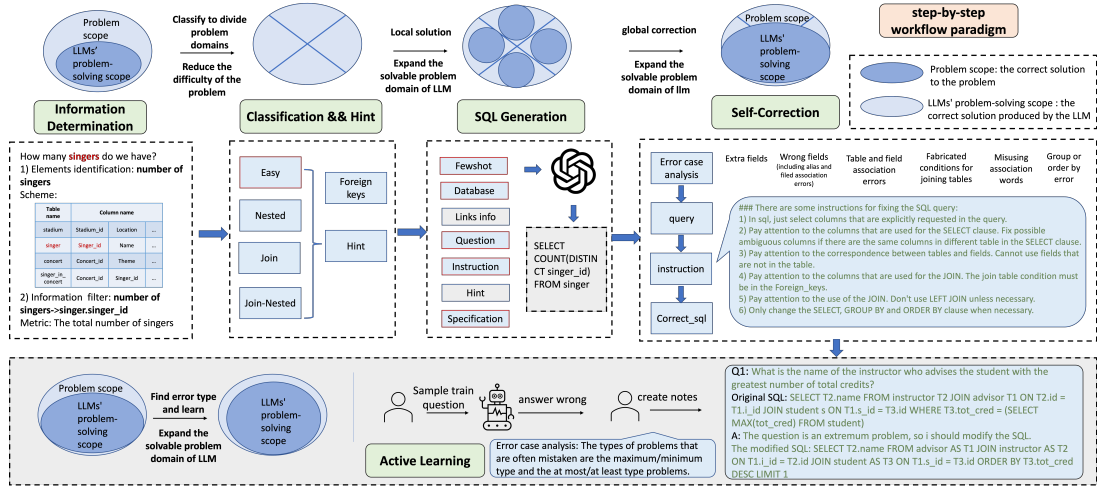 Problem
scope
LLMs'
problem-
solving scope
Classify to divide
problem
domains
Reduce the
difficulty of the
problem
Local solution
Expand the
solvable problem
domain of LLM
global correction
Expand the
solvable problem
domain of llm
Problem scope
LLMs'
problem-
solving
scope
step-by-step
workflow paradigm
Problem scope: the correct solution
to the problem
LLMs' problem-solving scope : the
correct solution produced by the LLM
Information
Determination
Classification && Hint
SQL Generation
Self-Correction
How many singers do we have?
1) Elements identification: number of
singers
Scheme:
Table name Column name
stadium Stadium_id Location ...
singer Singer_id Name ...
concert Concert_id Theme ...
singer_in_concert Concert_id Singer_id ...
2) Information filter: number of
singers->singer.singer_id
Metric: The total number of singers
Easy
Nested
Join
Join-Nested
Foreign
keys
Hint
Fewshot
Database
Links info
Question
Instruction
Hint
Specification
SELECT
COUNT(DISTIN
CT singer_id)
FROM singer
Error case
analysis
query
instruction
Correct_sql
Extra fields
Wrong fields
(including alias and
filed association
errors)
Table and field
association
errors
Fabricated
conditions for
joining tables
Misusing
association
words
Group or
order by
error
### There are some instructions for fixing the SQL query:
1) In sql, just select columns that are explicitly requested in the query.
2) Pay attention to the columns that are used for the SELECT clause. Fix possible
ambiguous columns if there are the same columns in different table in the SELECT clause.
3) Pay attention to the correspondence between tables and fields. Cannot use fields
that are not in the table.
4) Pay attention to the columns that are used for the JOIN. The join table condition must
be in the Foreign_keys.
5) Pay attention to the use of the JOIN. Don't use LEFT JOIN unless necessary.
6) Only change the SELECT, GROUP BY and ORDER BY clause when necessary.
Problem scope
LLMs'
problem-
solving
scope
Find error type
and learn
Expand the
solvable problem
domain of LLM
Problem scope
LLMs'
problem-
solving
scope
Active Learning
Sample train
question
answer wrong
create notes
Error case analysis: The types of problems that
are often mistaken are the maximum/minimum
type and the at most/at least type problems.
Q1: What is the name of the instructor who advises the student with the
greatest number of total credits?
Original SQL: SELECT T2.name FROM instructor T2 JOIN advisor T1 ON T2.id =
T1.i_id JOIN student s ON T1.s_id = T3.id WHERE T3.tot_cred = (SELECT
MAX(tot_cred) FROM student)
A: The question is an extremum problem, so i should modify the SQL.
The modified SQL: SELECT T2.name FROM advisor AS T1 JOIN instructor AS T2
ON T1.i_id = T2.id JOIN student AS T3 ON T1.s_id = T3.id ORDER BY T3.tot_cred
DESC LIMIT 1